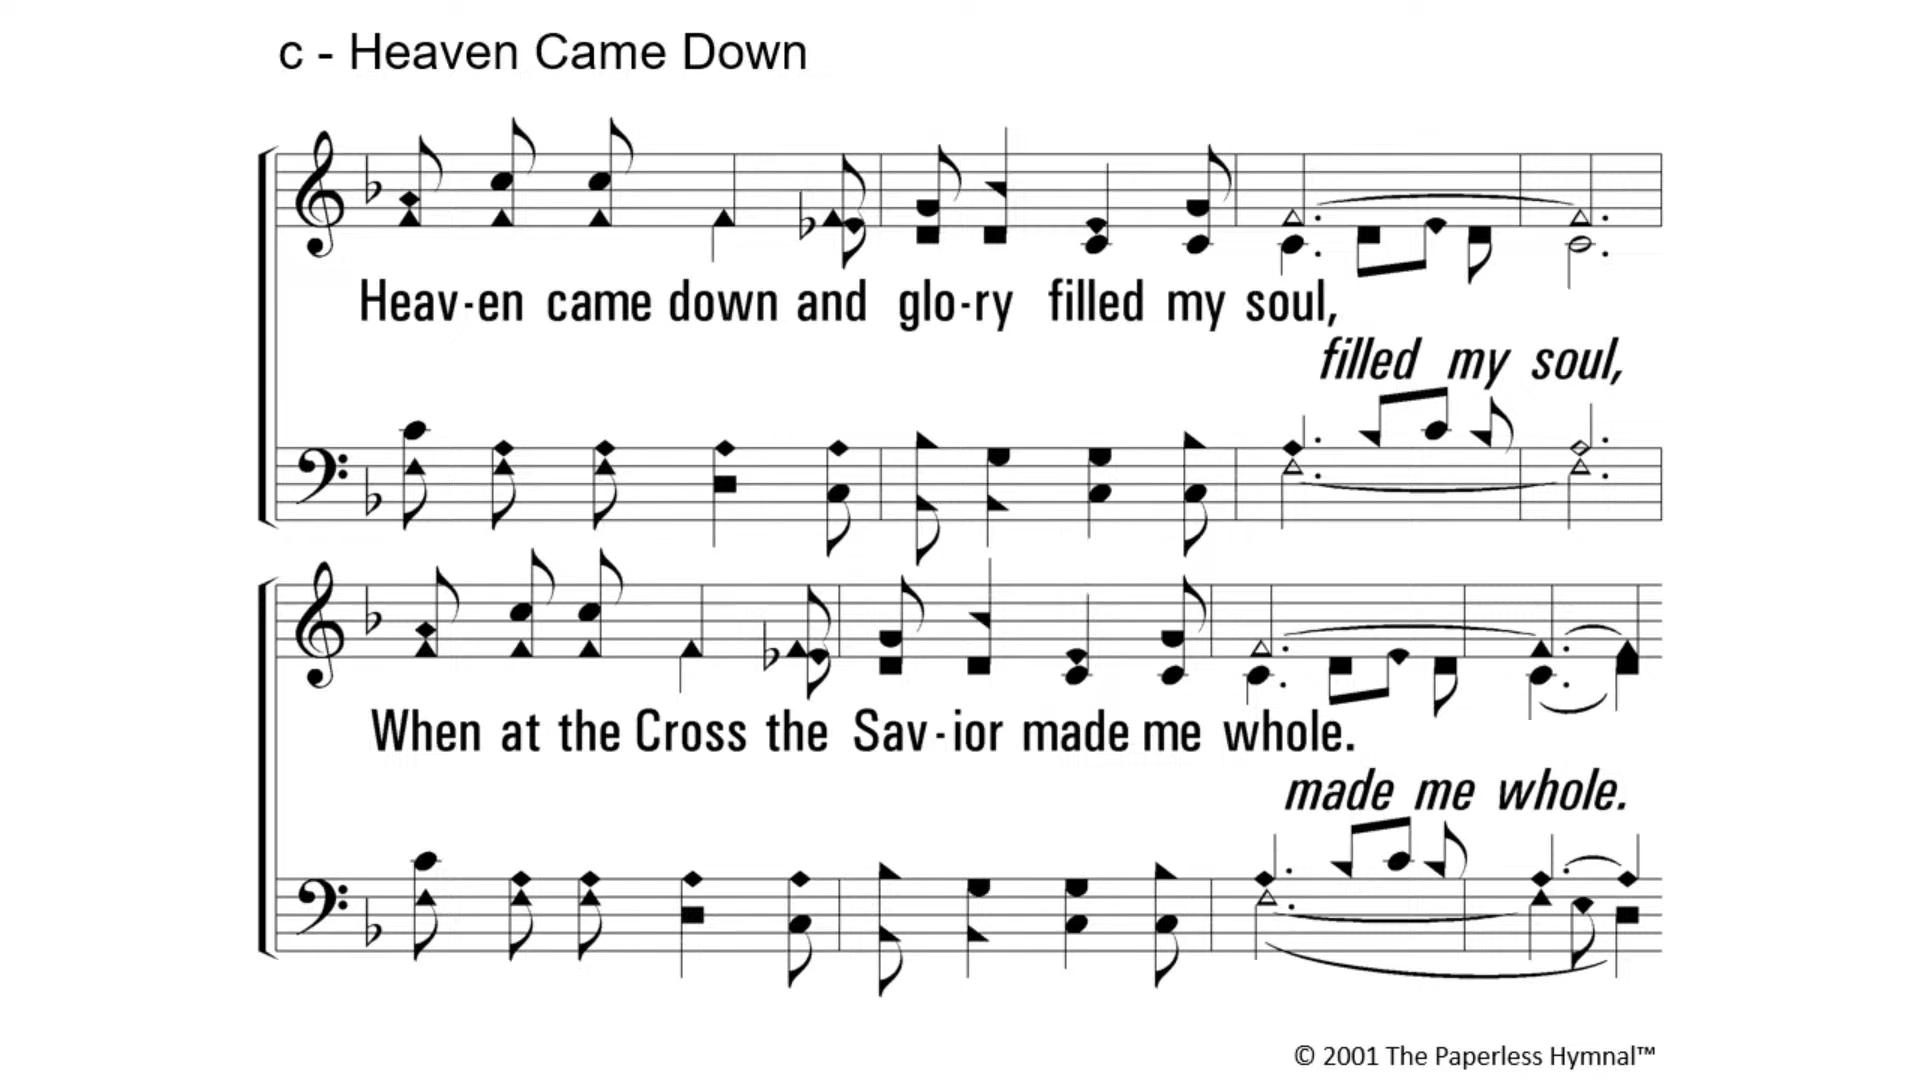 c - Heaven Came Down
Heav-en came down and glo-ry filled my soul,
filled my soul,
When at the Cross the Sav-ior made me whole.
made me whole.
© 2001 The Paperless Hymnal™